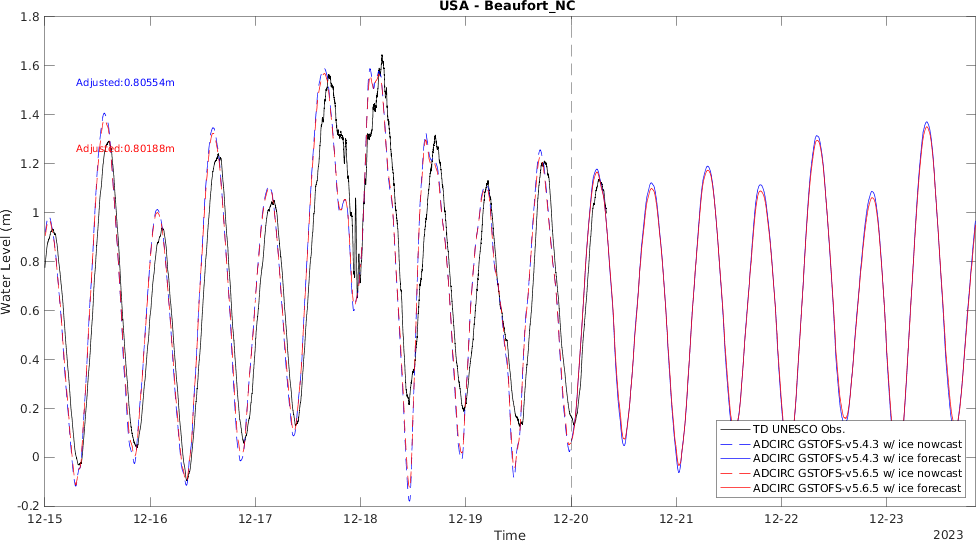 USA - Beaufort_NC
1.8
1.6
1.4
1.2
1
0.8
0.6
0.4
0.2
0
-0.2
Water Level (m)
Adjusted:0.80554m
Adjusted:0.80188m
TD UNESCO Obs.
ADCIRC GSTOFS-v5.4.3 w/ ice nowcast
ADCIRC GSTOFS-v5.4.3 w/ ice forecast
ADCIRC GSTOFS-v5.6.5 w/ ice nowcast
ADCIRC GSTOFS-v5.6.5 w/ ice forecast
12-15 12-16 12-17 12-18 12-19 12-20 12-21 12-22 12-23
Time
2023